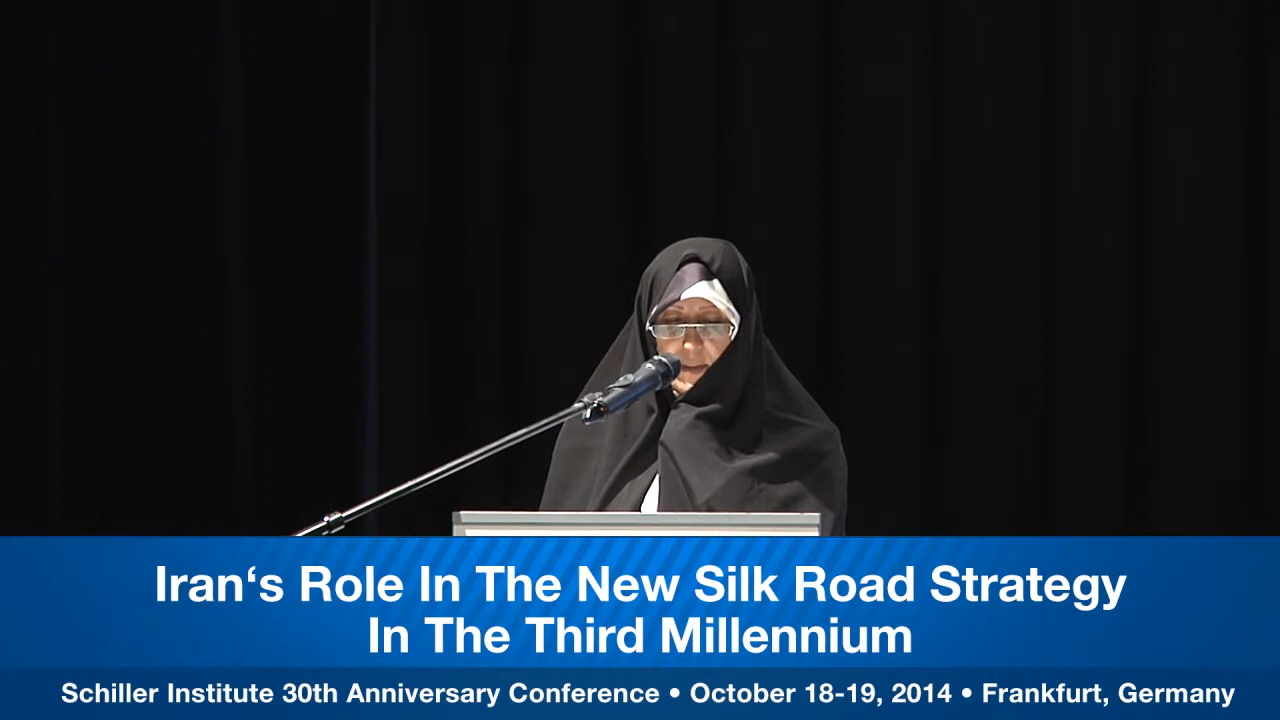 Iran‘s Role In The New Silk Road Strategy
In The Third Millennium
Schiller Institute 30th Anniversary Conference • October 18-19, 2014 • Frankfurt, Germany